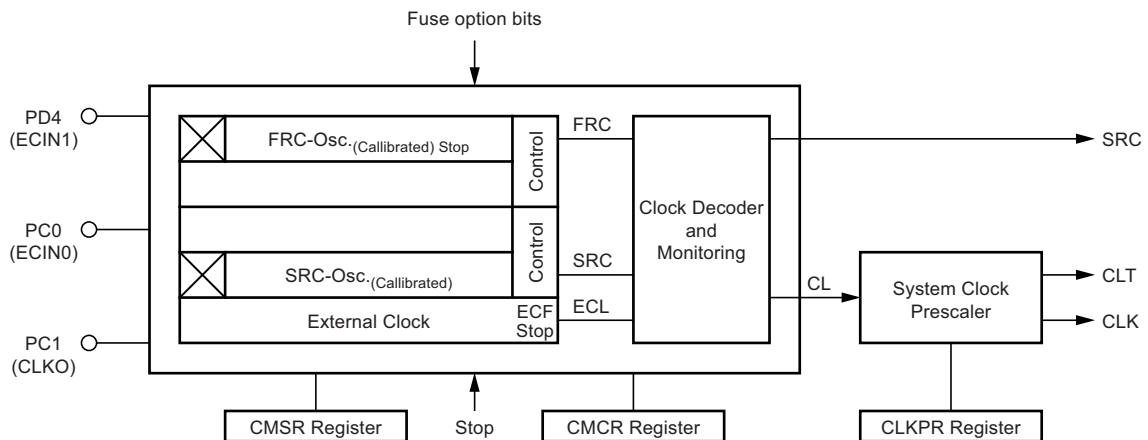 Fuse option bits
PD4
(ECIN1)
FRC-Osc.(Callibrated) Stop
Control
FRC
SRC
PC0
(ECIN0)
Control
Clock Decoder
and
Monitoring
SRC-Osc.(Callibrated)
SRC
CL
System Clock
Prescaler
CLT
CLK
External Clock
ECF
Stop
ECL
PC1
(CLKO)
CMSR Register
Stop
CMCR Register
CLKPR Register